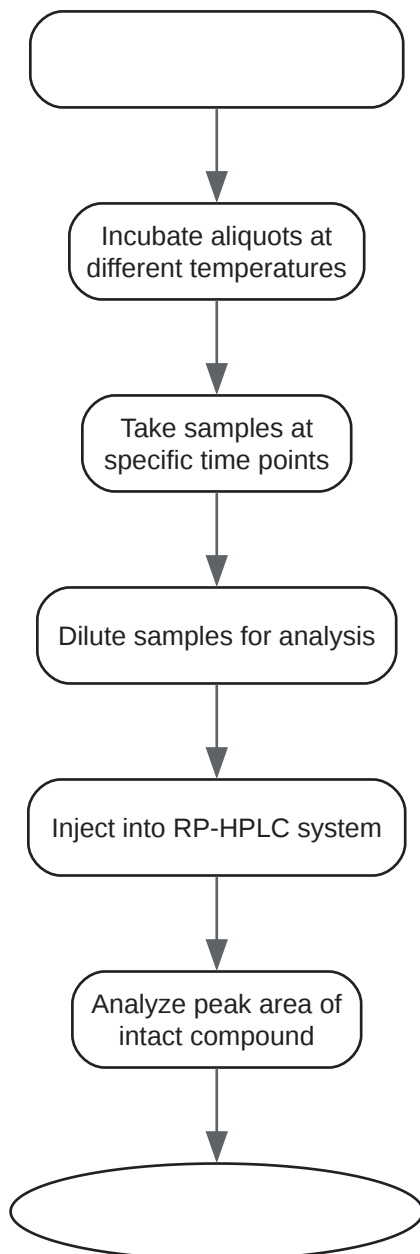 Incubate aliquots at
different temperatures
Take samples at
specific time points
Dilute samples for analysis
Inject into RP-HPLC system
Analyze peak area of
intact compound